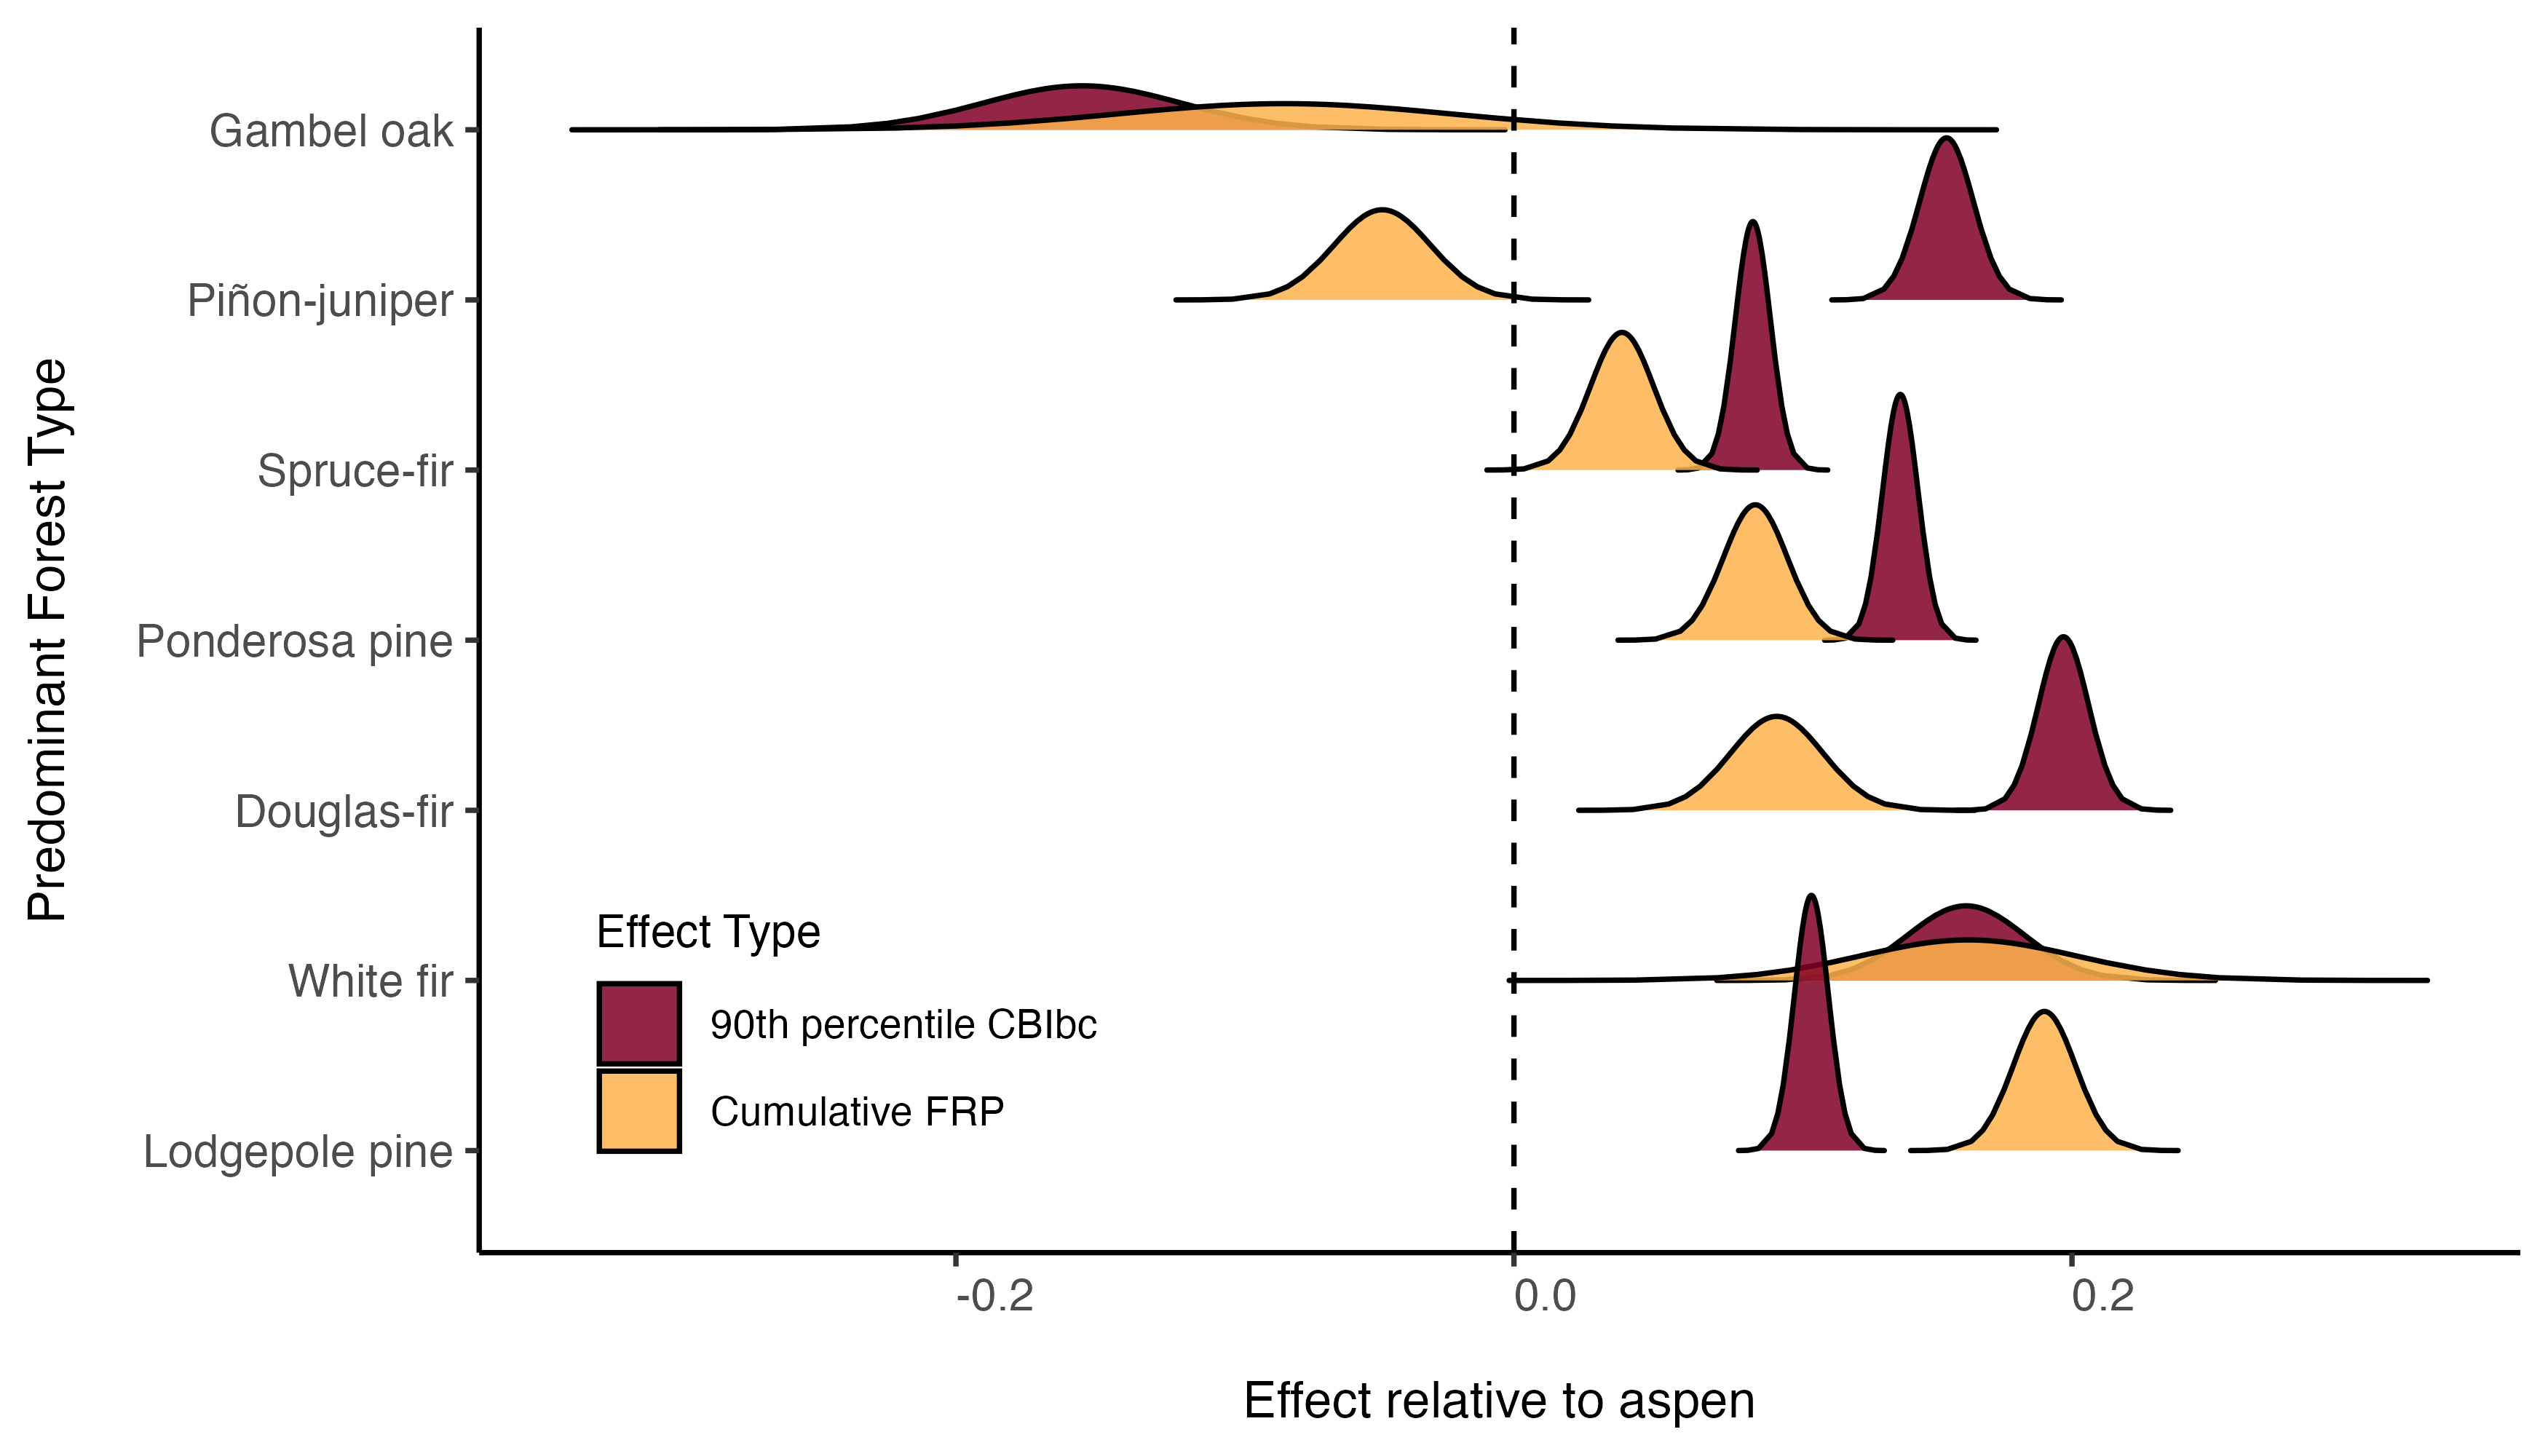 Predominant Forest Type
Gambel oak
Piñon-juniper
Spruce-fir
Ponderosa pine
Douglas-fir
White fir
Lodgepole pine
Effect Type
90th percentile CBIbc
Cumulative FRP
-0.2
0.0
0.2
Effect relative to aspen